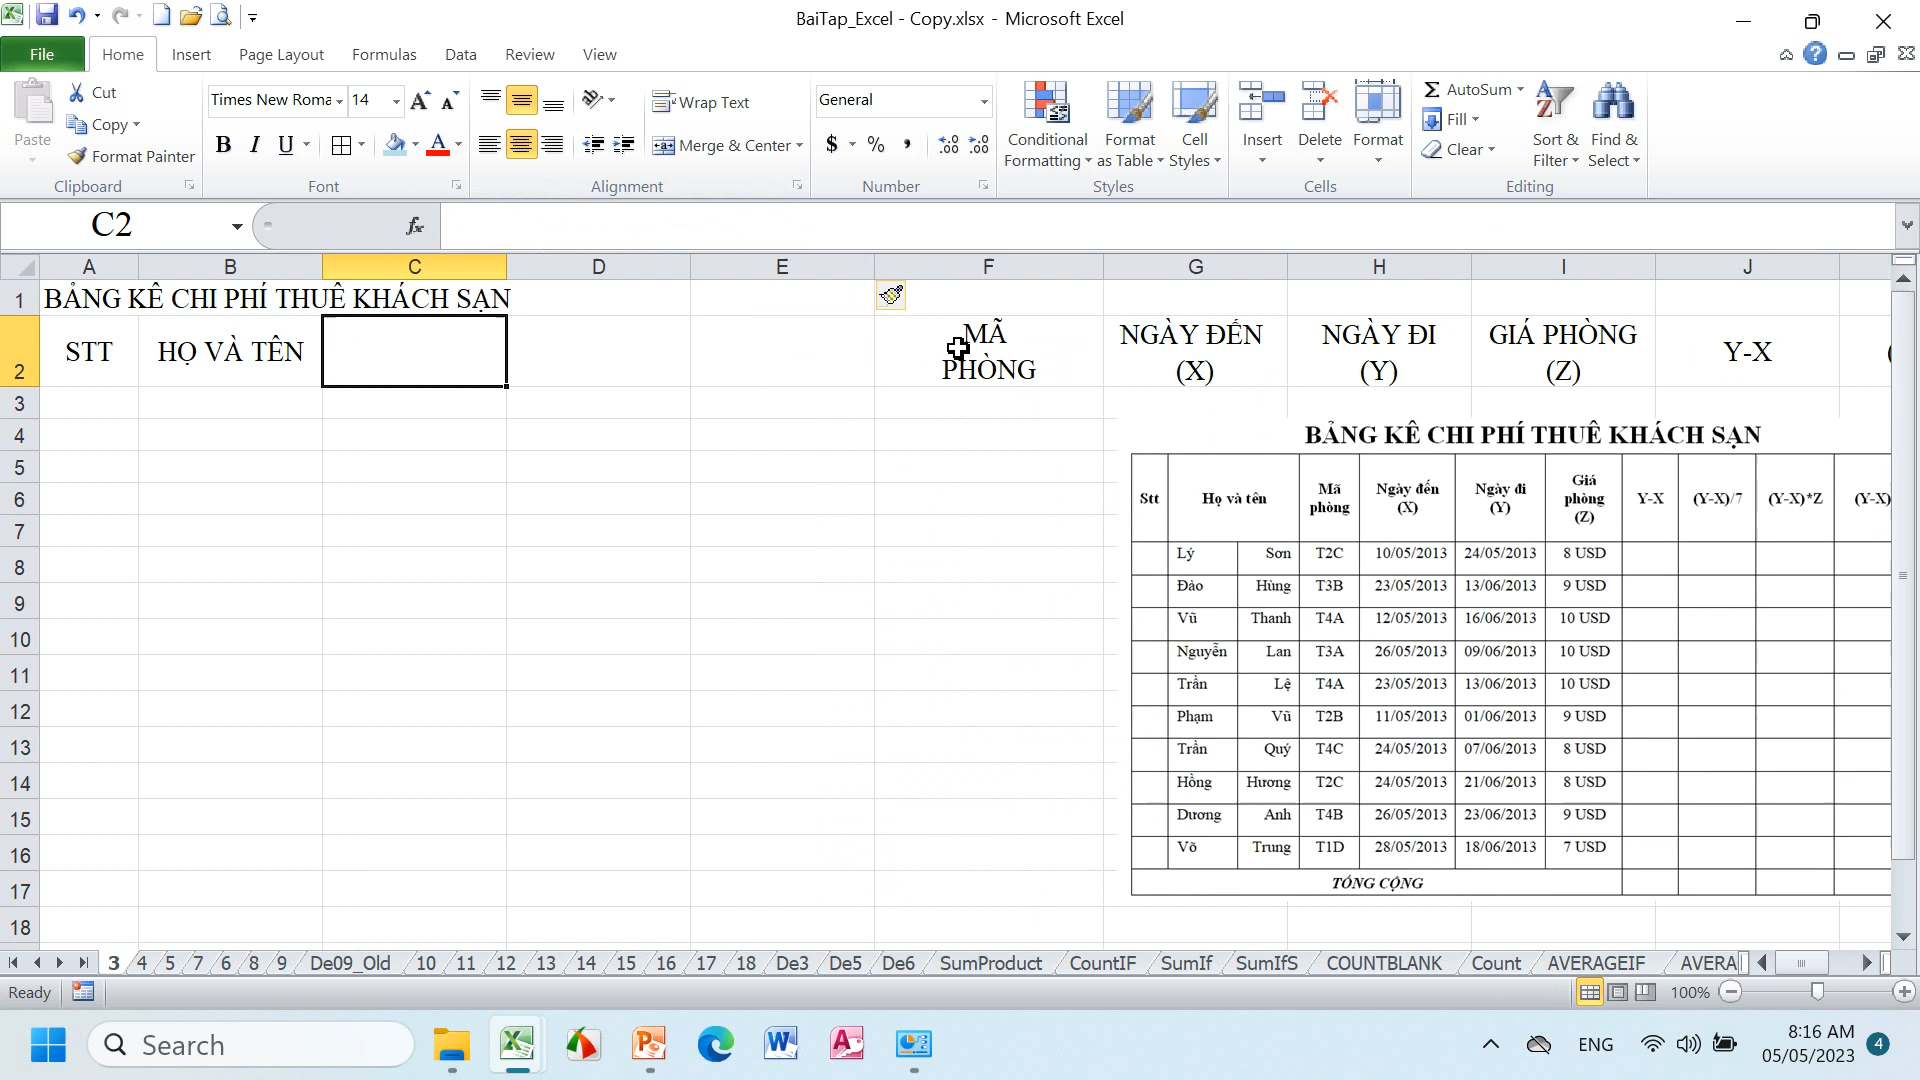 BaiTap_Excel - Copy.xlsx - Microsoft Excel
File Home Insert Page Layout Formulas Data Review View
Paste
Cut
Copy
Format Painter
Clipboard
Times New Roma 14
B I U
Font
Wrap Text
Merge & Center
Alignment
General
$ % ,
Number
Conditional Formatting
Format as Table
Cell Styles
Styles
Insert Delete Format
Cells
AutoSum
Fill
Clear
Sort & Filter
Find & Select
Editing
C2 fx
A B C D E F G H I J
1 BẢNG KÊ CHI PHÍ THUÊ KHÁCH SẠN
2 STT HỌ VÀ TÊN MÃ PHÒNG NGÀY ĐẾN (X) NGÀY ĐI (Y) GIÁ PHÒNG (Z) Y-X (
3
4
5
6
7
8
9
10
11
12
13
14
15
16
17
18
BẢNG KÊ CHI PHÍ THUÊ KHÁCH SẠN
Stt Họ và tên Mã phòng Ngày đến (X) Ngày đi (Y) Giá phòng (Z) Y-X (Y-X)/7 (Y-X)*Z (Y-X)
Lý Sơn T2C 10/05/2013 24/05/2013 8 USD
Đào Hùng T3B 23/05/2013 13/06/2013 9 USD
Vũ Thanh T4A 12/05/2013 16/06/2013 10 USD
Nguyễn Lan T3A 26/05/2013 09/06/2013 10 USD
Trần Lệ T4A 23/05/2013 13/06/2013 10 USD
Phạm Vũ T2B 11/05/2013 01/06/2013 9 USD
Trần Quý T4C 24/05/2013 07/06/2013 8 USD
Hồng Hương T2C 24/05/2013 21/06/2013 8 USD
Dương Anh T4B 26/05/2013 23/06/2013 9 USD
Võ Trung T1D 28/05/2013 18/06/2013 7 USD
TỔNG CỘNG
3 4 5 7 6 8 9 De09_Old 10 11 12 13 14 15 16 17 18 De3 De5 De6 SumProduct CountIF SumIf SumIfS COUNTBLANK Count AVERAGEIF AVERA
Ready 100%
Search
ENG
8:16 AM
05/05/2023
4